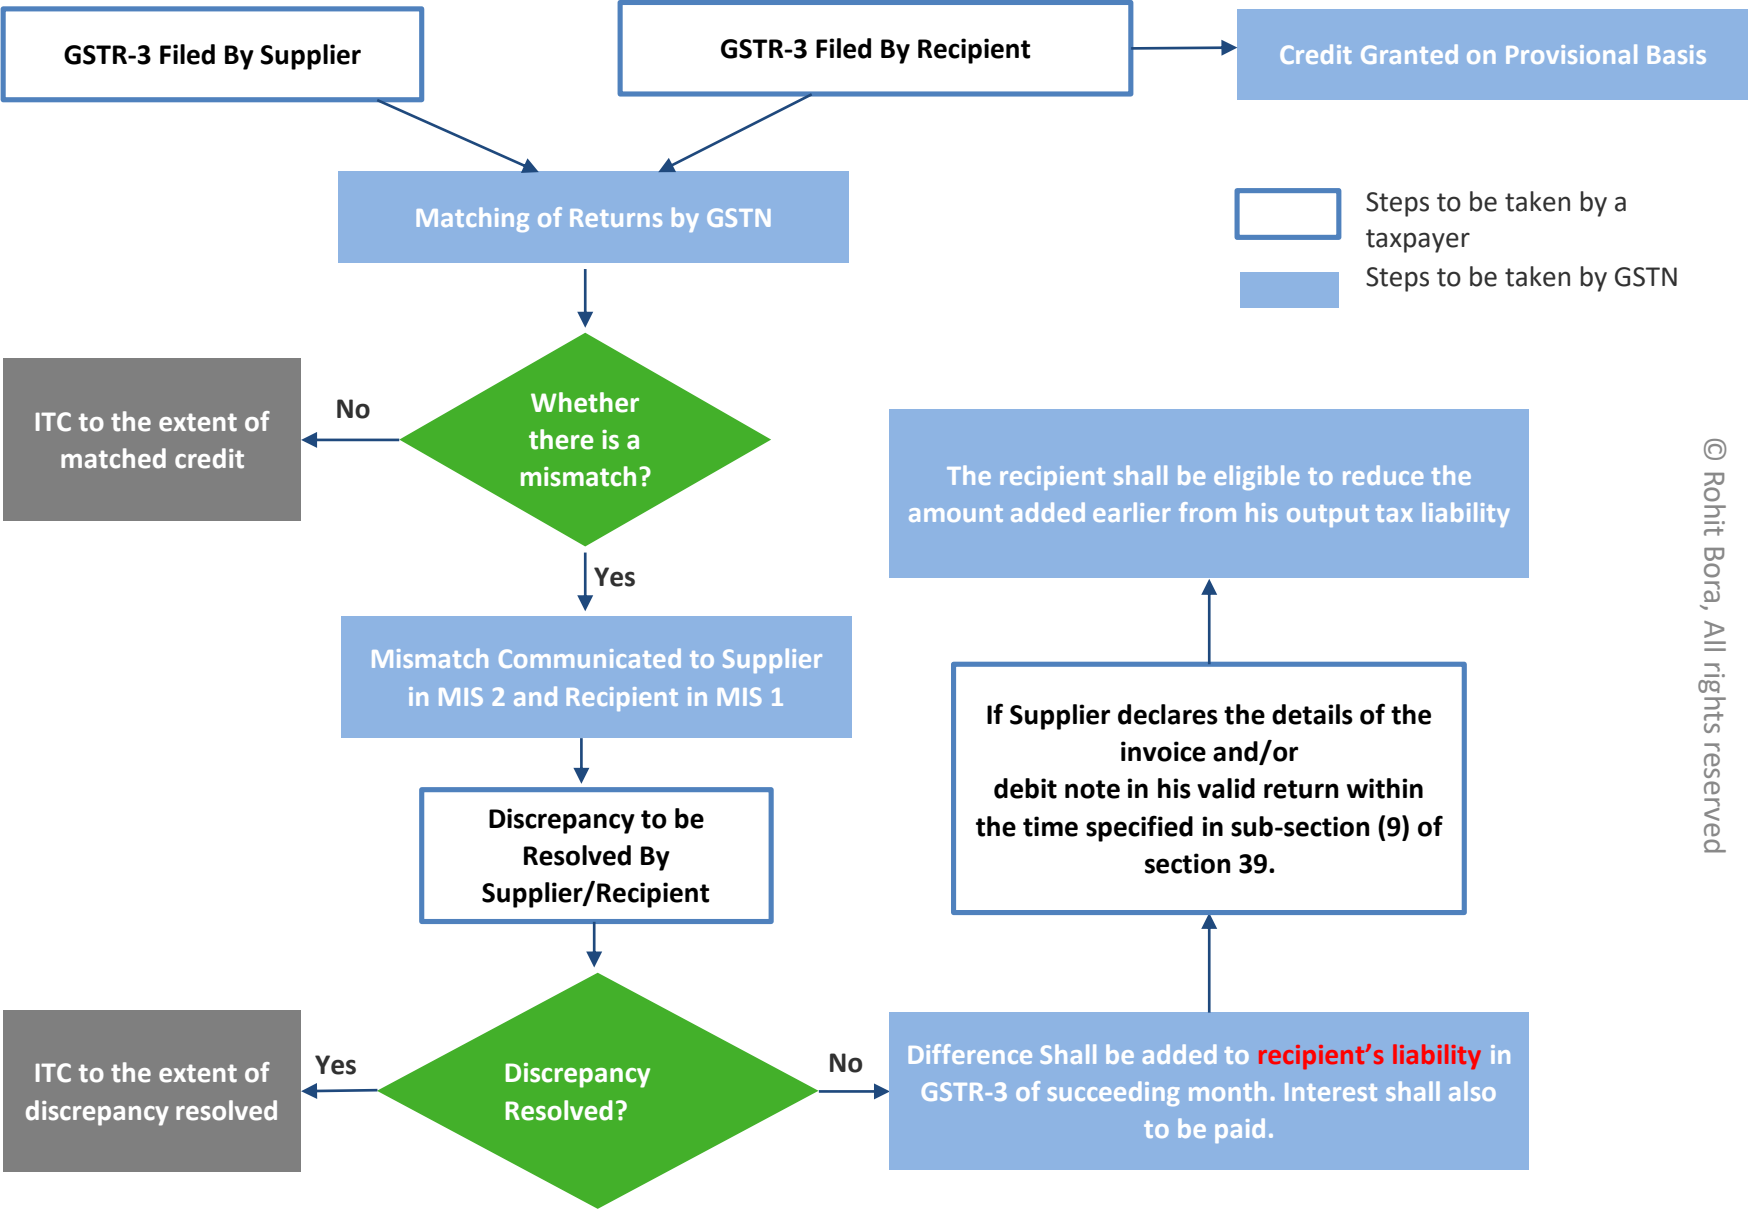 GSTR-3 Filed By Supplier
GSTR-3 Filed By Recipient
Credit Granted on Provisional Basis
Matching of Returns by GSTN
Steps to be taken by a
taxpayer
Steps to be taken by GSTN
Whether
there is a
mismatch?
No
ITC to the extent of
matched credit
Yes
Mismatch Communicated to Supplier
in MIS 2 and Recipient in MIS 1
Discrepancy to be
Resolved By
Supplier/Recipient
Discrepancy
Resolved?
Yes
ITC to the extent of
discrepancy resolved
No
Difference Shall be added to recipient’s liability in
GSTR-3 of succeeding month. Interest shall also
to be paid.
If Supplier declares the details of the
invoice and/or
debit note in his valid return within
the time specified in sub-section (9) of
section 39.
The recipient shall be eligible to reduce the
amount added earlier from his output tax liability
© Rohit Bora, All rights reserved